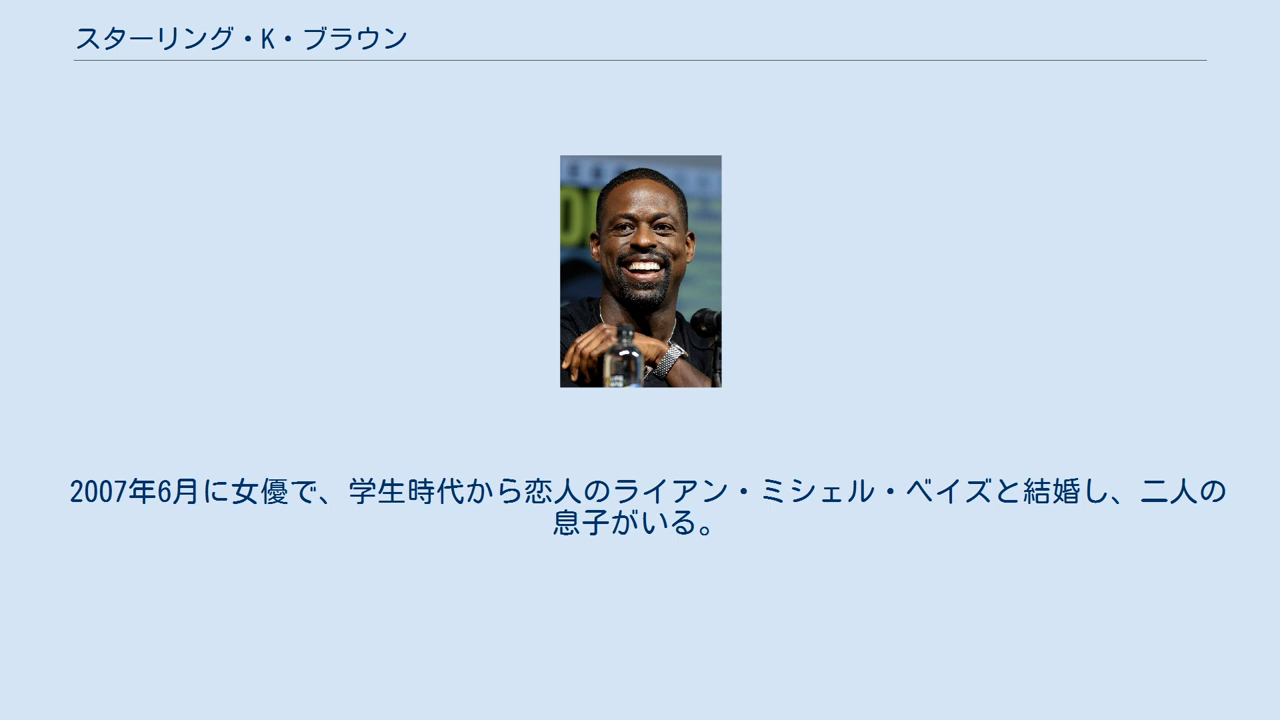 スターリング・K・ブラウン
2007年6月に女優で、学生時代から恋人のライアン・ミシェル・ベイズと結婚し、二人の
息子がいる。